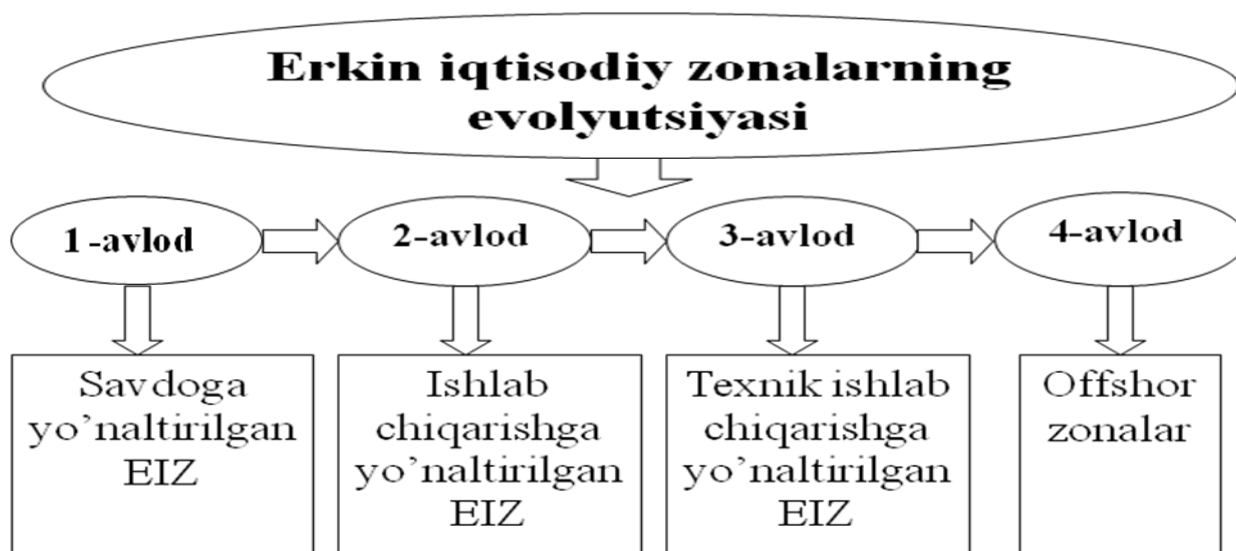 Erkin iqtisodiy zonalarning
evolyutsiyasi
1-avlod
2-avlod
3-avlod
4-avlod
Savdoga
yo’naltirilgan
EIZ
Ishlab
chiqarishga
yo’naltirilgan
EIZ
Texnik ishlab
chiqarishga
yo’naltirilgan
EIZ
Offshor
zonalar